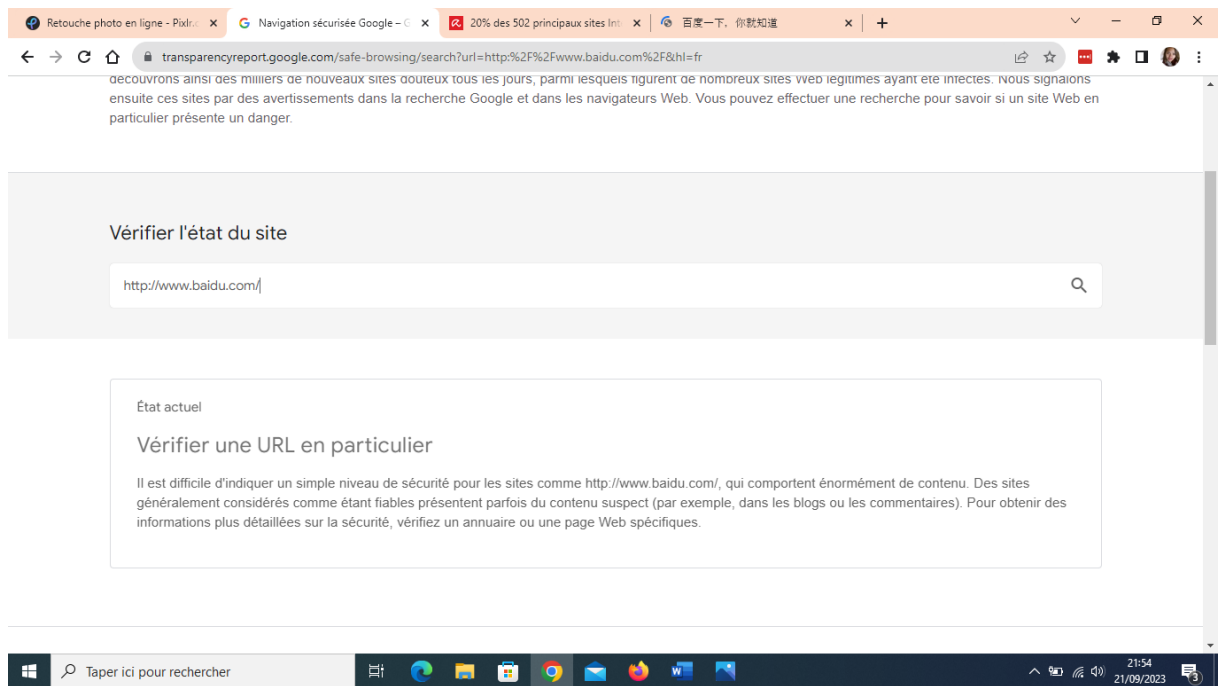 Retouche photo en ligne - Pixlr.c
Navigation sécurisée Google – G
20% des 502 principaux sites Int
百度一下，你就知道
transparencyreport.google.com/safe-browsing/search?url=http:%2F%2Fwww.baidu.com%2F&hl=fr
découvrons ainsi des milliers de nouveaux sites douteux tous les jours, parmi lesquels figurent de nombreux sites Web légitimes ayant été infectés. Nous signalons
ensuite ces sites par des avertissements dans la recherche Google et dans les navigateurs Web. Vous pouvez effectuer une recherche pour savoir si un site Web en
particulier présente un danger.
Vérifier l'état du site
http://www.baidu.com/
État actuel
Vérifier une URL en particulier
Il est difficile d'indiquer un simple niveau de sécurité pour les sites comme http://www.baidu.com/, qui comportent énormément de contenu. Des sites
généralement considérés comme étant fiables présentent parfois du contenu suspect (par exemple, dans les blogs ou les commentaires). Pour obtenir des
informations plus détaillées sur la sécurité, vérifiez un annuaire ou une page Web spécifiques.
Taper ici pour rechercher
21:54
21/09/2023
3